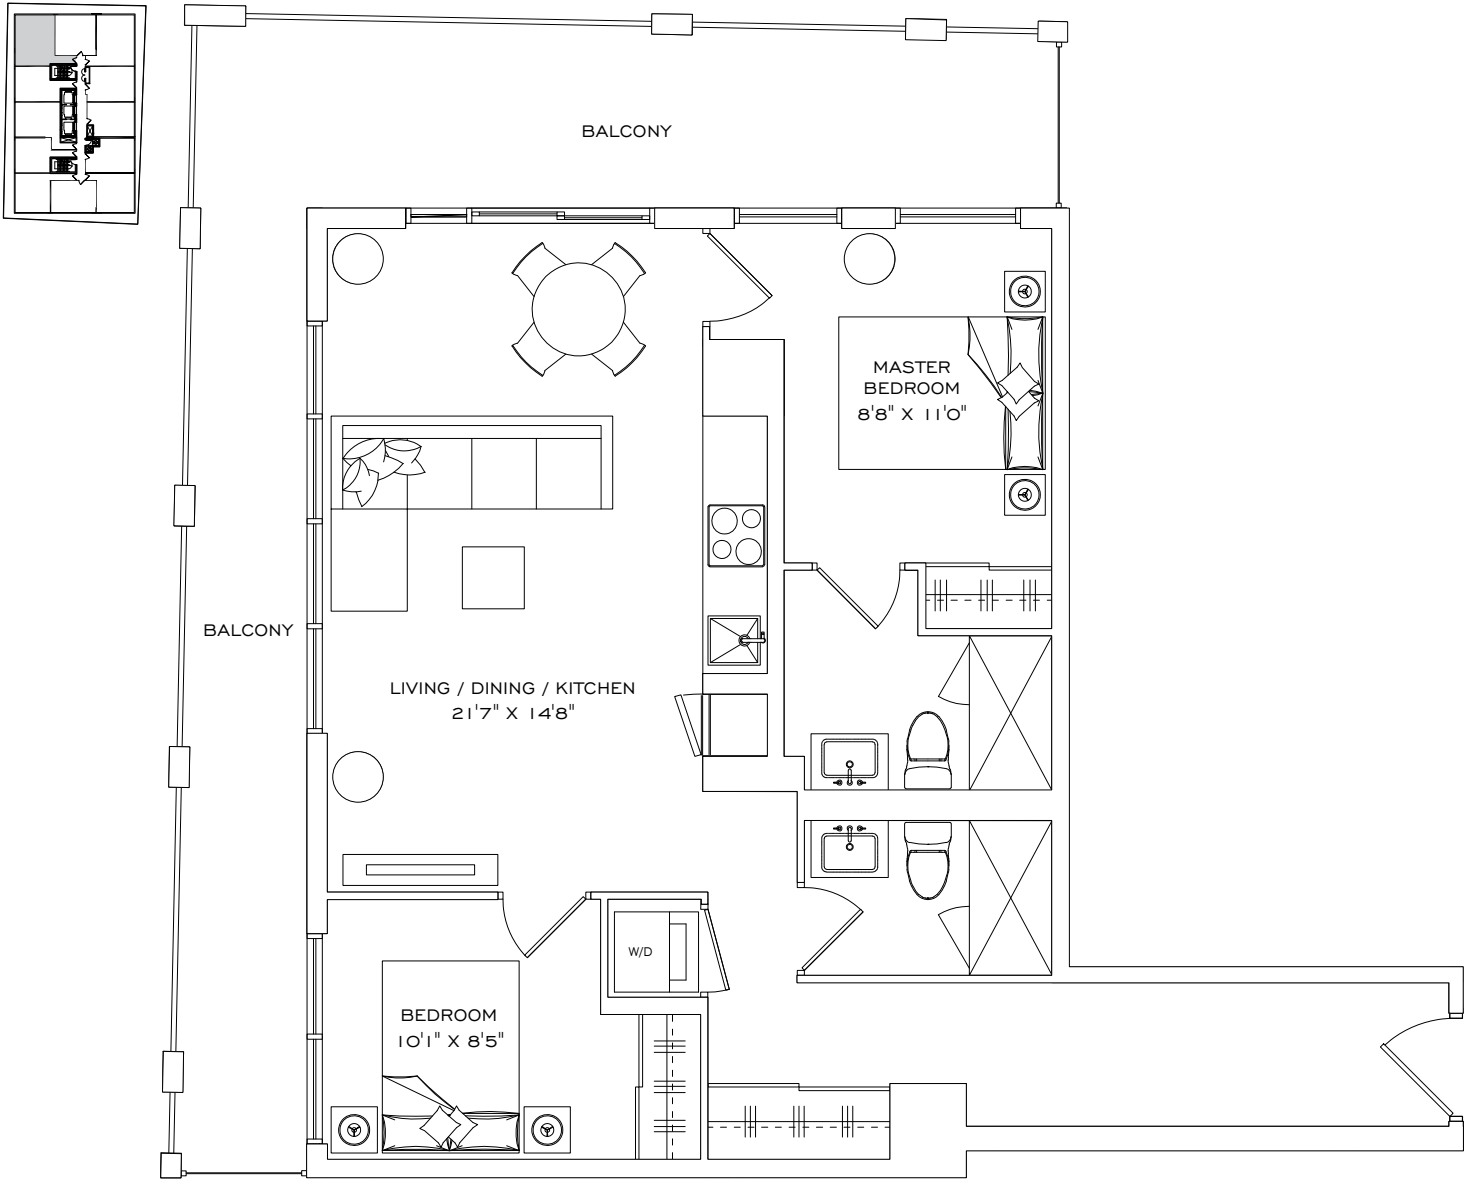 BALCONY
MASTER
BEDROOM
8'8" X 11'0"
BALCONY
LIVING / DINING / KITCHEN
21'7" X 14'8"
W/D
BEDROOM
10'1" X 8'5"